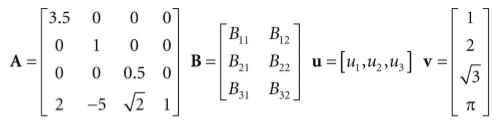 A = [3.5 0 0 0; 0 1 0 0; 0 0 0.5 0; 2 −5 √2 1] B = [B₁₁ B₁₂; B₂₁ B₂₂; B₃₁ B₃₂] u = [u₁, u₂, u₃] v = [1; 2; √3; π]